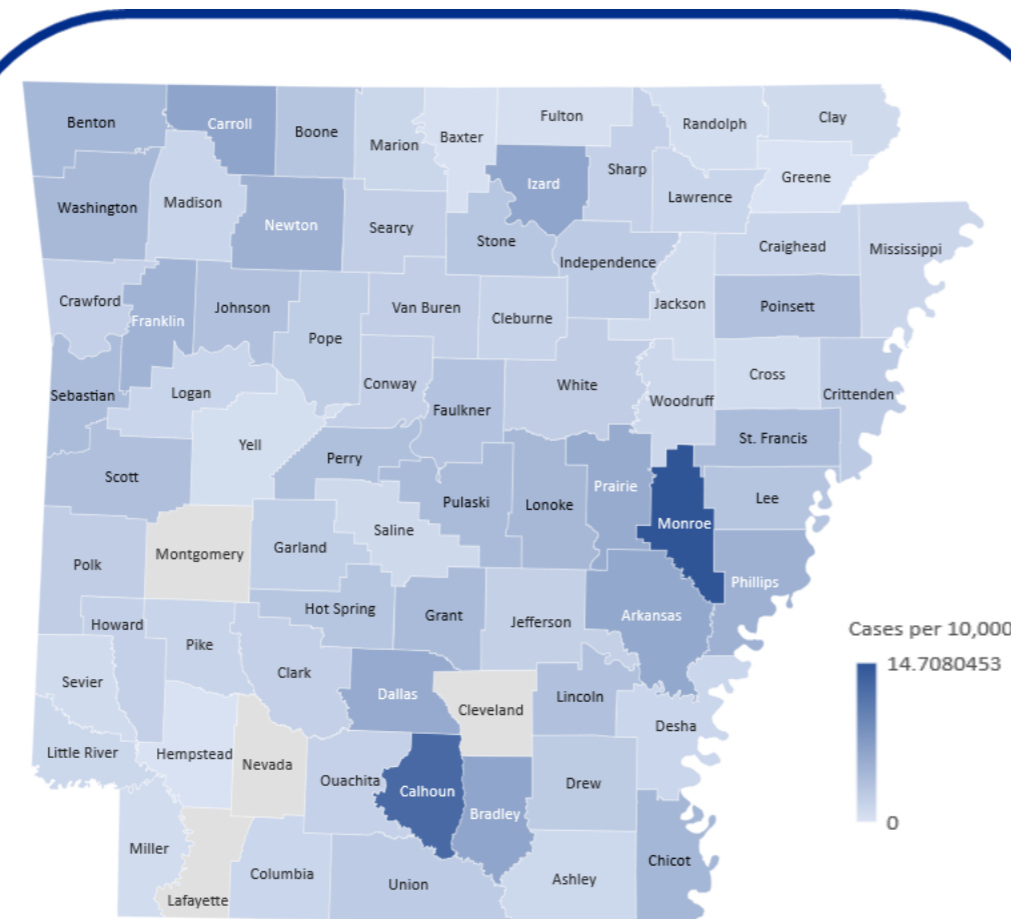 Benton
Carroll
Boone
Marion
Baxter
Fulton
Randolph
Clay
Izard
Sharp
Greene
Lawrence
Washington
Madison
Newton
Searcy
Stone
Independence
Craighead
Mississippi
Crawford
Franklin
Johnson
Pope
Van Buren
Cleburne
Jackson
Poinsett
Sebastian
Logan
Conway
Faulkner
White
Woodruff
Cross
Crittenden
Yell
St. Francis
Scott
Perry
Pulaski
Lonoke
Prairie
Lee
Monroe
Saline
Garland
Montgomery
Polk
Phillips
Howard
Pike
Hot Spring
Grant
Jefferson
Arkansas
Cases per 10,000
14.7080453
0
Sevier
Clark
Dallas
Cleveland
Lincoln
Desha
Little River
Hempstead
Nevada
Ouachita
Calhoun
Bradley
Drew
Miller
Lafayette
Columbia
Union
Ashley
Chicot